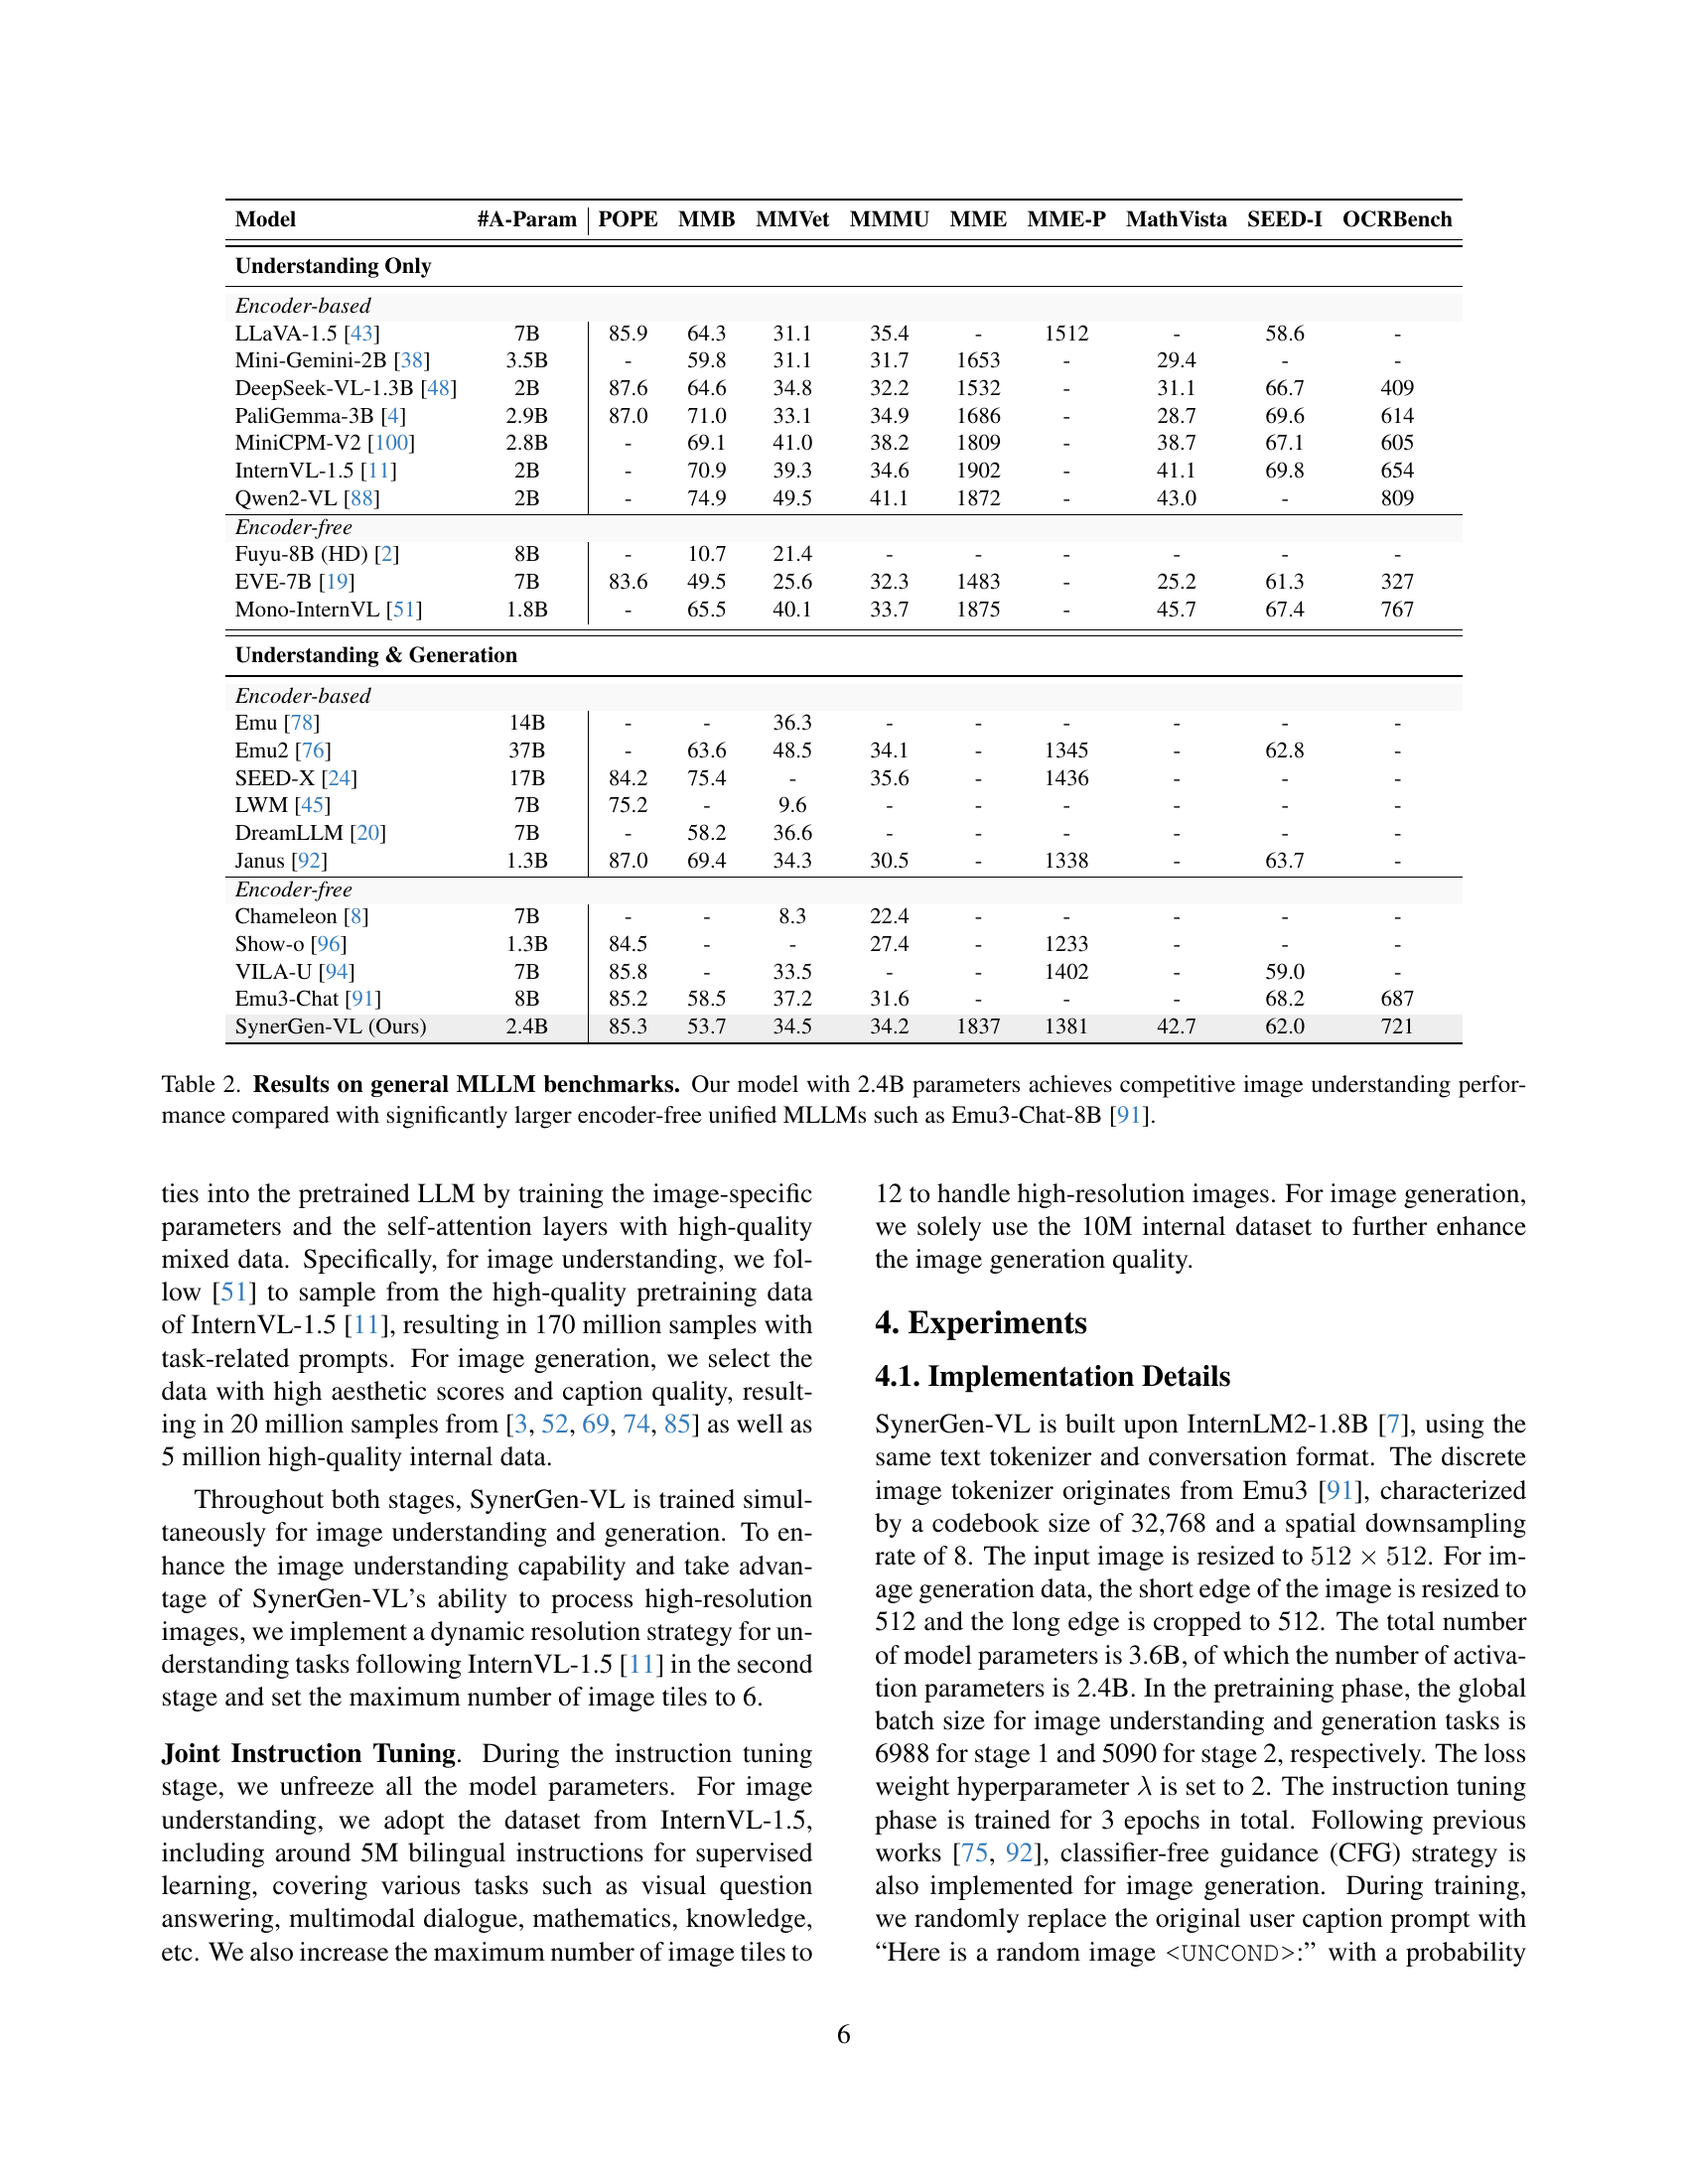 Model #A-Param POPE MMB MMVet MMMU MME MME-P MathVista SEED-I OCRBench
Understanding Only
Encoder-based
LLaVA-1.5 [43] 7B 85.9 64.3 31.1 35.4 - 1512 - 58.6 -
Mini-Gemini-2B [38] 3.5B - 59.8 31.1 31.7 1653 - 29.4 - -
DeepSeek-VL-1.3B [48] 2B 87.6 64.6 34.8 32.2 1532 - 31.1 66.7 409
PaliGemma-3B [4] 2.9B 87.0 71.0 33.1 34.9 1686 - 28.7 69.6 614
MiniCPM-V2 [100] 2.8B - 69.1 41.0 38.2 1809 - 38.7 67.1 605
InternVL-1.5 [11] 2B - 70.9 39.3 34.6 1902 - 41.1 69.8 654
Qwen2-VL [88] 2B - 74.9 49.5 41.1 1872 - 43.0 - 809
Encoder-free
Fuyu-8B (HD) [2] 8B - 10.7 21.4 - - - - - -
EVE-7B [19] 7B 83.6 49.5 25.6 32.3 1483 - 25.2 61.3 327
Mono-InternVL [51] 1.8B - 65.5 40.1 33.7 1875 - 45.7 67.4 767
Understanding & Generation
Encoder-based
Emu [78] 14B - - 36.3 - - - - - -
Emu2 [76] 37B - 63.6 48.5 34.1 - 1345 - 62.8 -
SEED-X [24] 17B 84.2 75.4 - 35.6 - 1436 - - -
LWM [45] 7B 75.2 - 9.6 - - - - - -
DreamLLM [20] 7B - 58.2 36.6 - - - - - -
Janus [92] 1.3B 87.0 69.4 34.3 30.5 - 1338 - 63.7 -
Encoder-free
Chameleon [8] 7B - - 8.3 22.4 - - - - -
Show-o [96] 1.3B 84.5 - - 27.4 - 1233 - - -
VILA-U [94] 7B 85.8 - 33.5 - - 1402 - 59.0 -
Emu3-Chat [91] 8B 85.2 58.5 37.2 31.6 - - - 68.2 687
SynerGen-VL (Ours) 2.4B 85.3 53.7 34.5 34.2 1837 1381 42.7 62.0 721
Table 2. Results on general MLLM benchmarks. Our model with 2.4B parameters achieves competitive image understanding perfor-
mance compared with significantly larger encoder-free unified MLLMs such as Emu3-Chat-8B [91].
ties into the pretrained LLM by training the image-specific
parameters and the self-attention layers with high-quality
mixed data. Specifically, for image understanding, we fol-
low [51] to sample from the high-quality pretraining data
of InternVL-1.5 [11], resulting in 170 million samples with
task-related prompts. For image generation, we select the
data with high aesthetic scores and caption quality, result-
ing in 20 million samples from [3, 52, 69, 74, 85] as well as
5 million high-quality internal data.
Throughout both stages, SynerGen-VL is trained simul-
taneously for image understanding and generation. To en-
hance the image understanding capability and take advan-
tage of SynerGen-VL's ability to process high-resolution
images, we implement a dynamic resolution strategy for un-
derstanding tasks following InternVL-1.5 [11] in the second
stage and set the maximum number of image tiles to 6.
Joint Instruction Tuning. During the instruction tuning
stage, we unfreeze all the model parameters. For image
understanding, we adopt the dataset from InternVL-1.5,
including around 5M bilingual instructions for supervised
learning, covering various tasks such as visual question
answering, multimodal dialogue, mathematics, knowledge,
etc. We also increase the maximum number of image tiles to
12 to handle high-resolution images. For image generation,
we solely use the 10M internal dataset to further enhance
the image generation quality.
4. Experiments
4.1. Implementation Details
SynerGen-VL is built upon InternLM2-1.8B [7], using the
same text tokenizer and conversation format. The discrete
image tokenizer originates from Emu3 [91], characterized
by a codebook size of 32,768 and a spatial downsampling
rate of 8. The input image is resized to 512 × 512. For im-
age generation data, the short edge of the image is resized to
512 and the long edge is cropped to 512. The total number
of model parameters is 3.6B, of which the number of activa-
tion parameters is 2.4B. In the pretraining phase, the global
batch size for image understanding and generation tasks is
6988 for stage 1 and 5090 for stage 2, respectively. The loss
weight hyperparameter λ is set to 2. The instruction tuning
phase is trained for 3 epochs in total. Following previous
works [75, 92], classifier-free guidance (CFG) strategy is
also implemented for image generation. During training,
we randomly replace the original user caption prompt with
“Here is a random image <UNCOND>:” with a probability
6